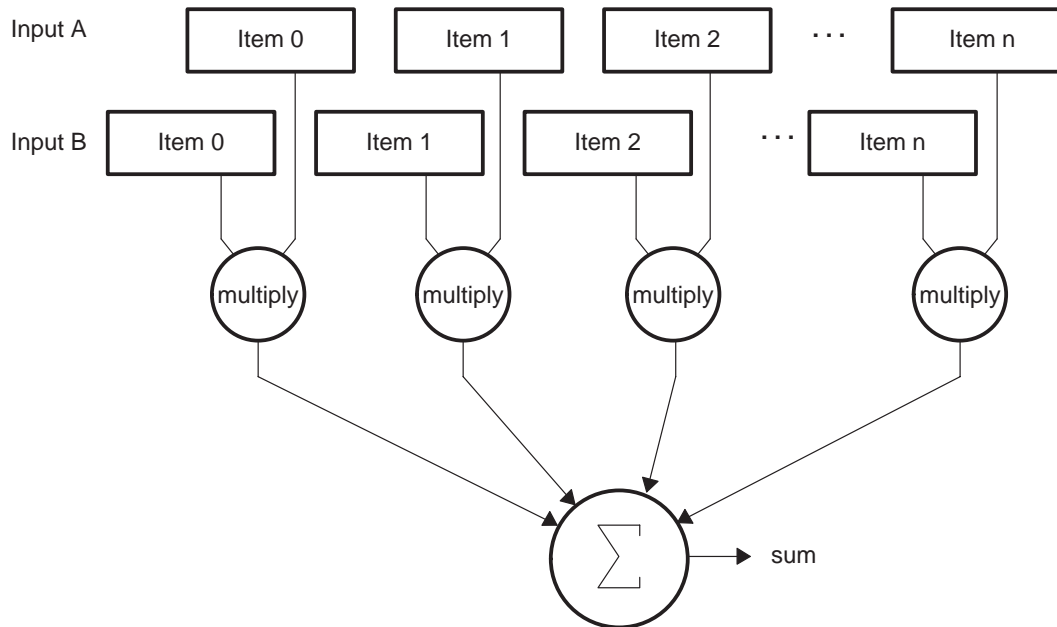 Input A
Item 0
Item 1
Item 2
...
Item n
Input B
Item 0
Item 1
Item 2
...
Item n
multiply
multiply
multiply
multiply
∑
sum